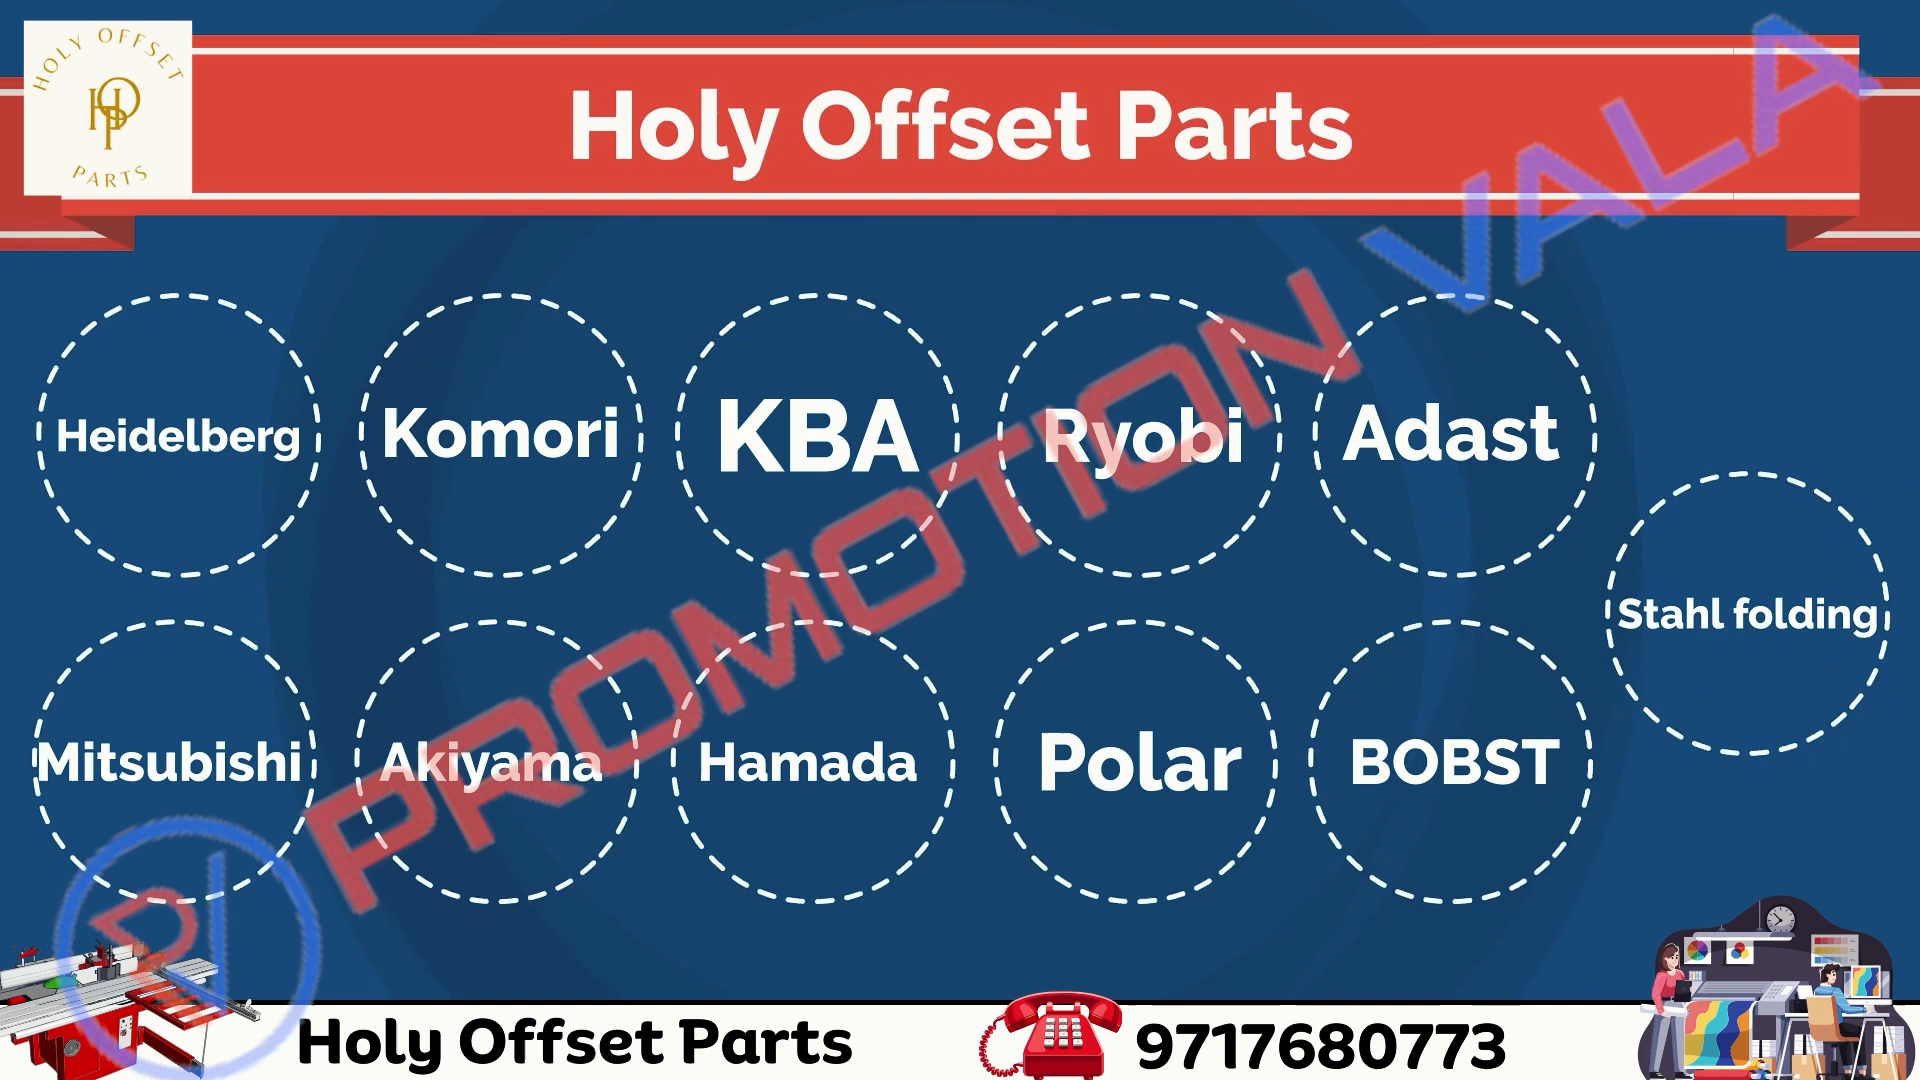 HOLY OFFSET
HOP
PARTS
Holy Offset Parts
Heidelberg
Komori
KBA
Ryobi
Adast
Stahl folding
Mitsubishi
Akiyama
Hamada
Polar
BOBST
PV PROMOTION VALA
Holy Offset Parts
9717680773